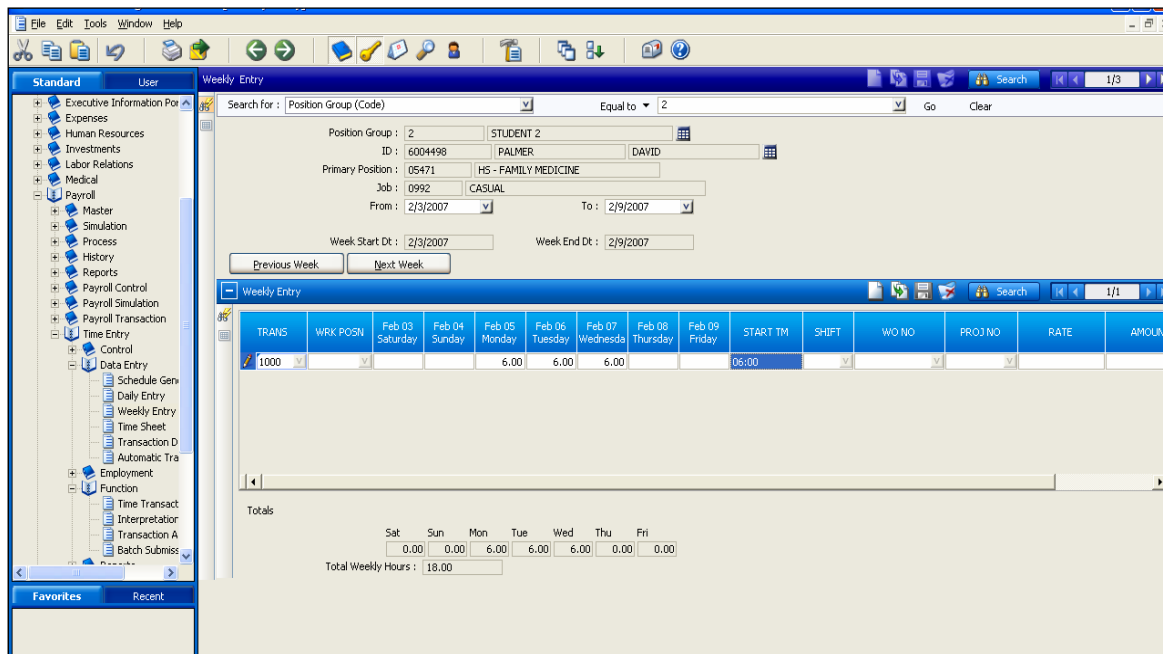 File Edit Tools Window Help
Standard User
Weekly Entry Search 1/3
Search for : Position Group (Code) Equal to 2 Go Clear
Executive Information Por
Expenses
Human Resources
Investments
Labor Relations
Medical
Payroll
Master
Simulation
Process
History
Reports
Payroll Control
Payroll Simulation
Payroll Transaction
Time Entry
Control
Data Entry
Schedule Gen
Daily Entry
Weekly Entry
Time Sheet
Transaction D
Automatic Tra
Employment
Function
Time Transact
Interpretation
Transaction A
Batch Submiss
Favorites Recent
Position Group : 2 STUDENT 2
ID : 6004498 PALMER DAVID
Primary Position : 05471 HS - FAMILY MEDICINE
Job : 0992 CASUAL
From : 2/3/2007 To : 2/9/2007
Week Start Dt : 2/3/2007 Week End Dt : 2/9/2007
Previous Week Next Week
Weekly Entry Search 1/1
TRANS WRK POSN Feb 03 Saturday Feb 04 Sunday Feb 05 Monday Feb 06 Tuesday Feb 07 Wednesda Feb 08 Thursday Feb 09 Friday START TM SHIFT WO NO PROJ NO RATE AMOUN
1000 6.00 6.00 6.00 06:00
Totals
Sat Sun Mon Tue Wed Thu Fri
0.00 0.00 6.00 6.00 6.00 0.00 0.00
Total Weekly Hours : 18.00